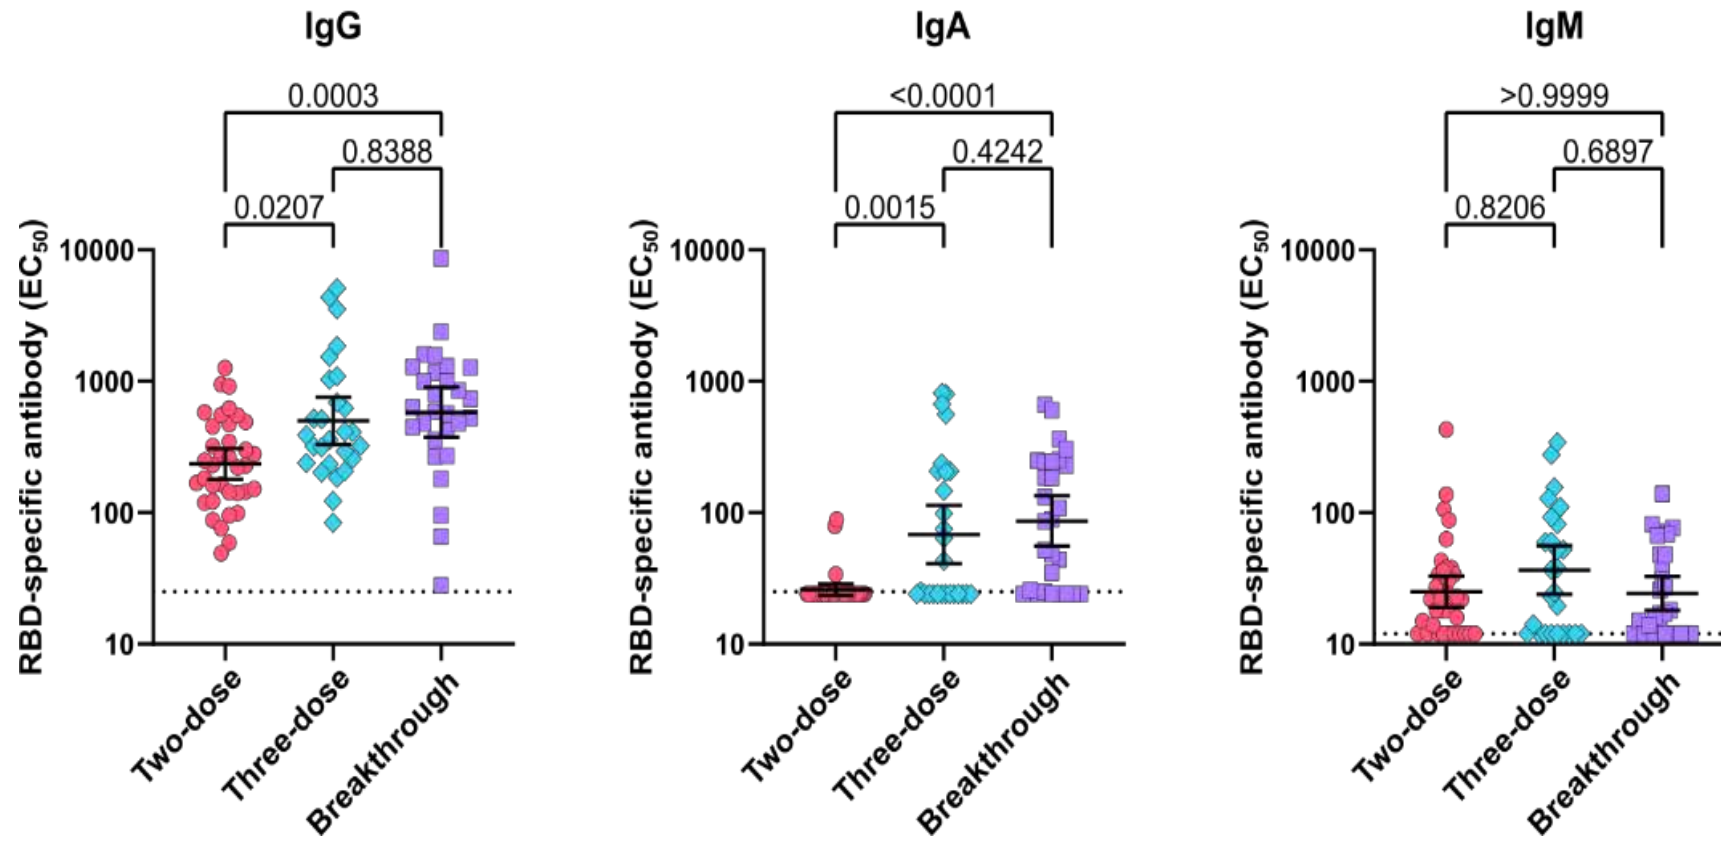 IgG
0.0003
0.8388
0.0207
RBD-specific antibody (EC50)
10000
1000
100
10
Two-dose
Three-dose
Breakthrough
IgA
<0.0001
0.4242
0.0015
RBD-specific antibody (EC50)
10000
1000
100
10
Two-dose
Three-dose
Breakthrough
IgM
>0.9999
0.6897
0.8206
RBD-specific antibody (EC50)
10000
1000
100
10
Two-dose
Three-dose
Breakthrough